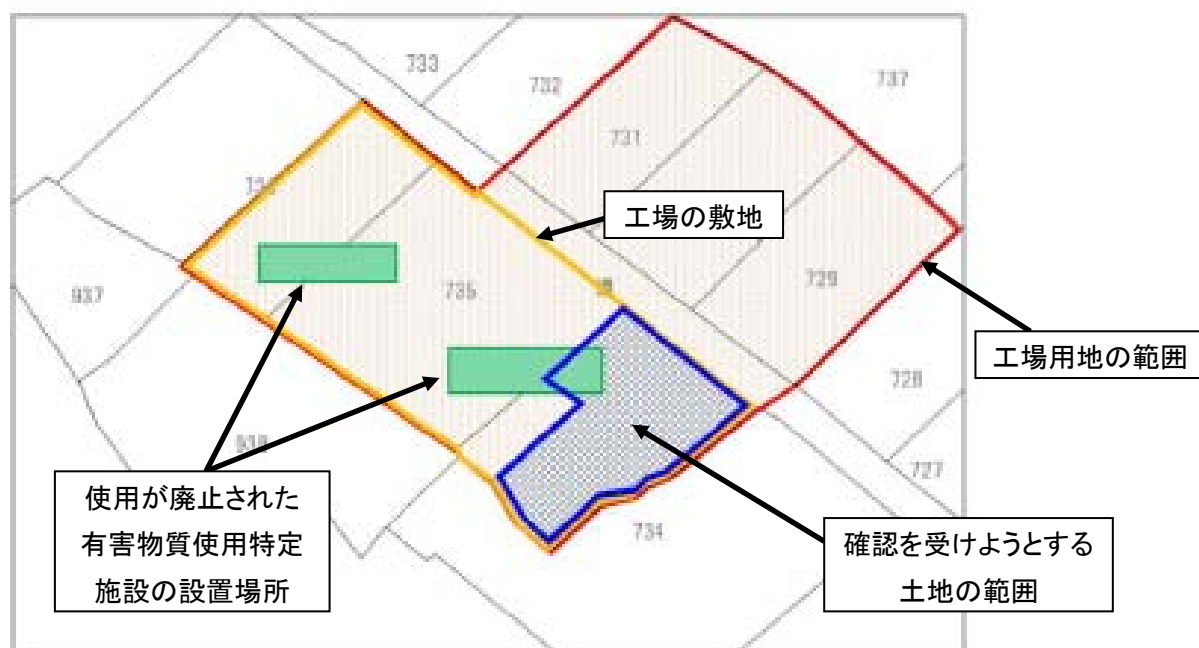 733
732
737
731
工場の敷地
937
735
729
工場用地の範囲
728
727
使用が廃止された
有害物質使用特定
施設の設置場所
734
確認を受けようとする
土地の範囲